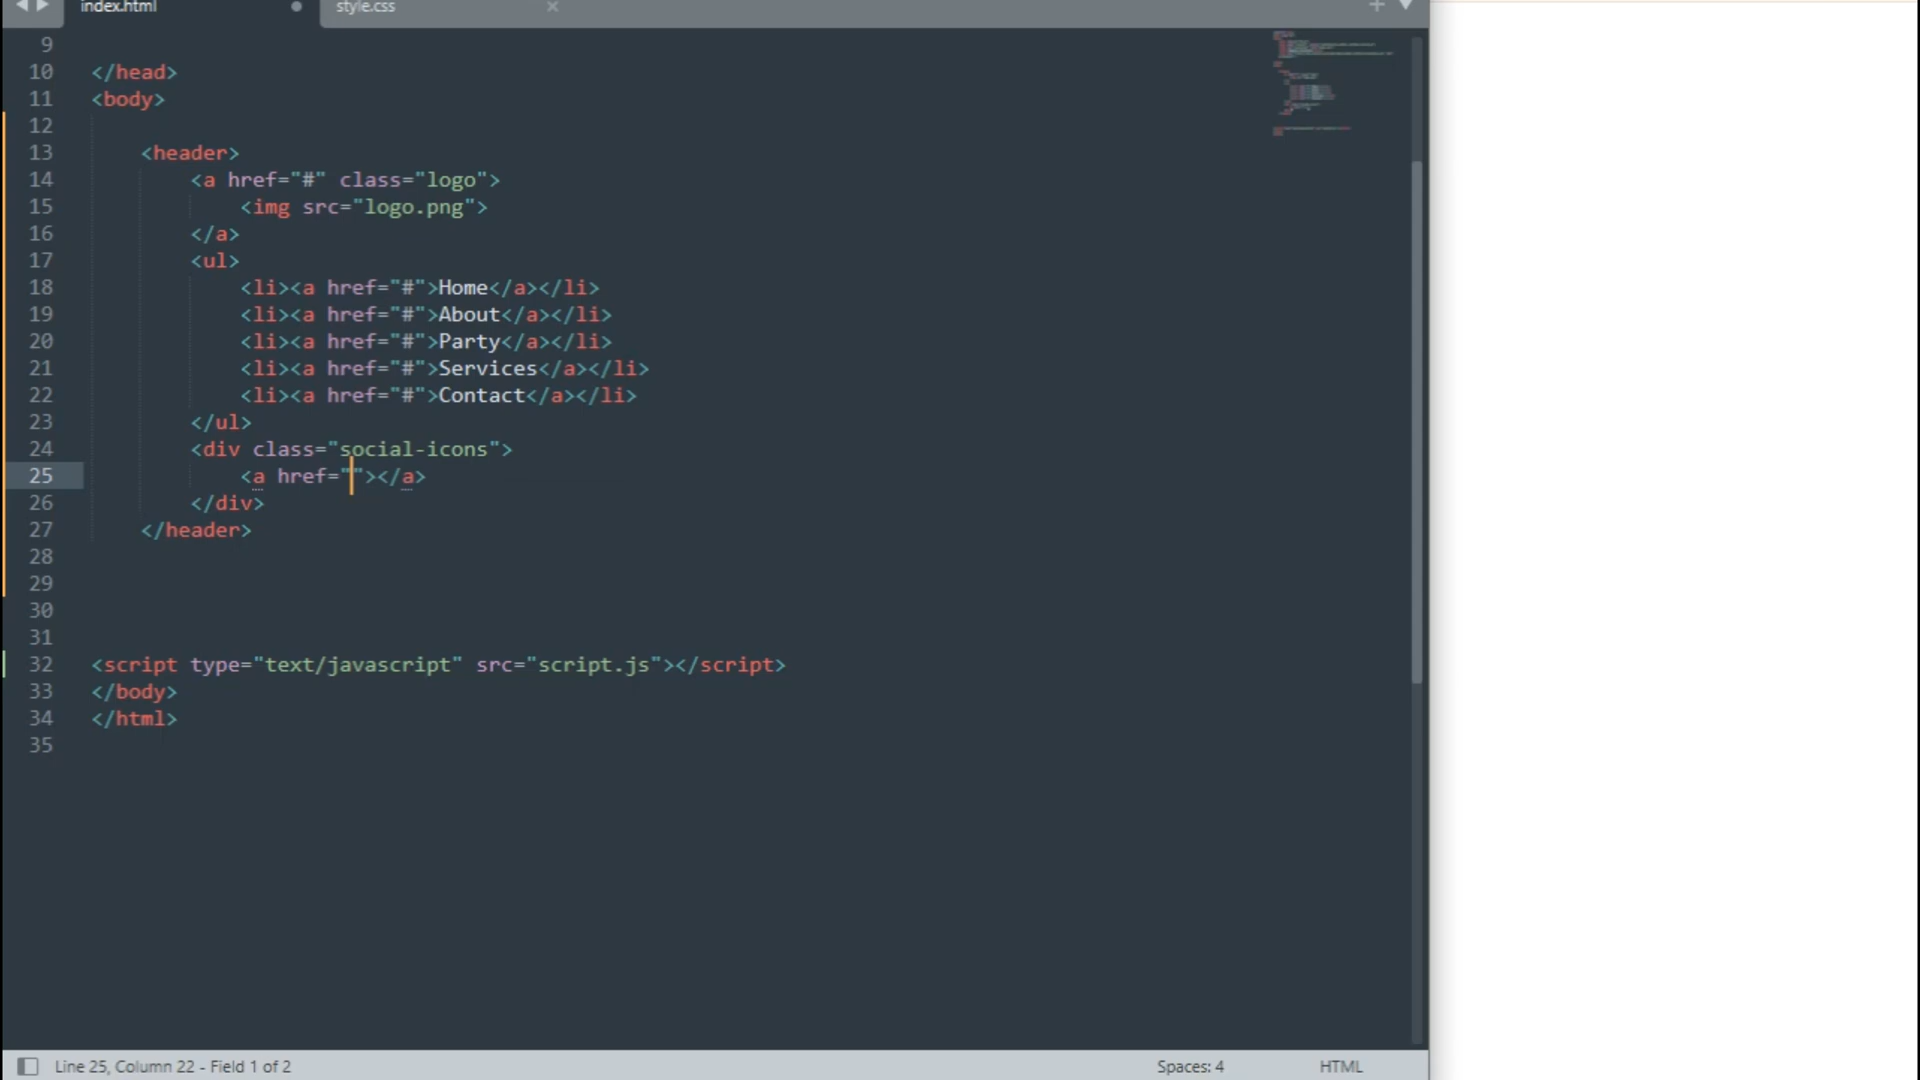 index.html
style.css
9
10 </head>
11 <body>
12
13 <header>
14 <a href="#" class="logo">
15 <img src="logo.png">
16 </a>
17 <ul>
18 <li><a href="#">Home</a></li>
19 <li><a href="#">About</a></li>
20 <li><a href="#">Party</a></li>
21 <li><a href="#">Services</a></li>
22 <li><a href="#">Contact</a></li>
23 </ul>
24 <div class="social-icons">
25 <a href=""></a>
26 </div>
27 </header>
28
29
30
31
32 <script type="text/javascript" src="script.js"></script>
33 </body>
34 </html>
35
Line 25, Column 22 - Field 1 of 2
Spaces: 4
HTML